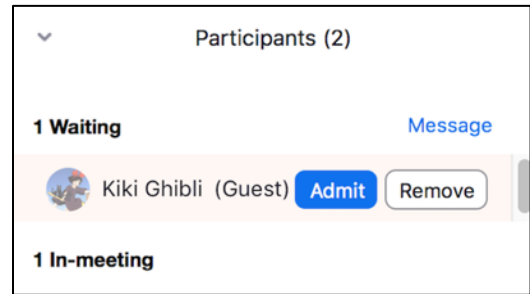 Participants (2)
1 Waiting Message
Kiki Ghibli (Guest) Admit Remove
1 In-meeting